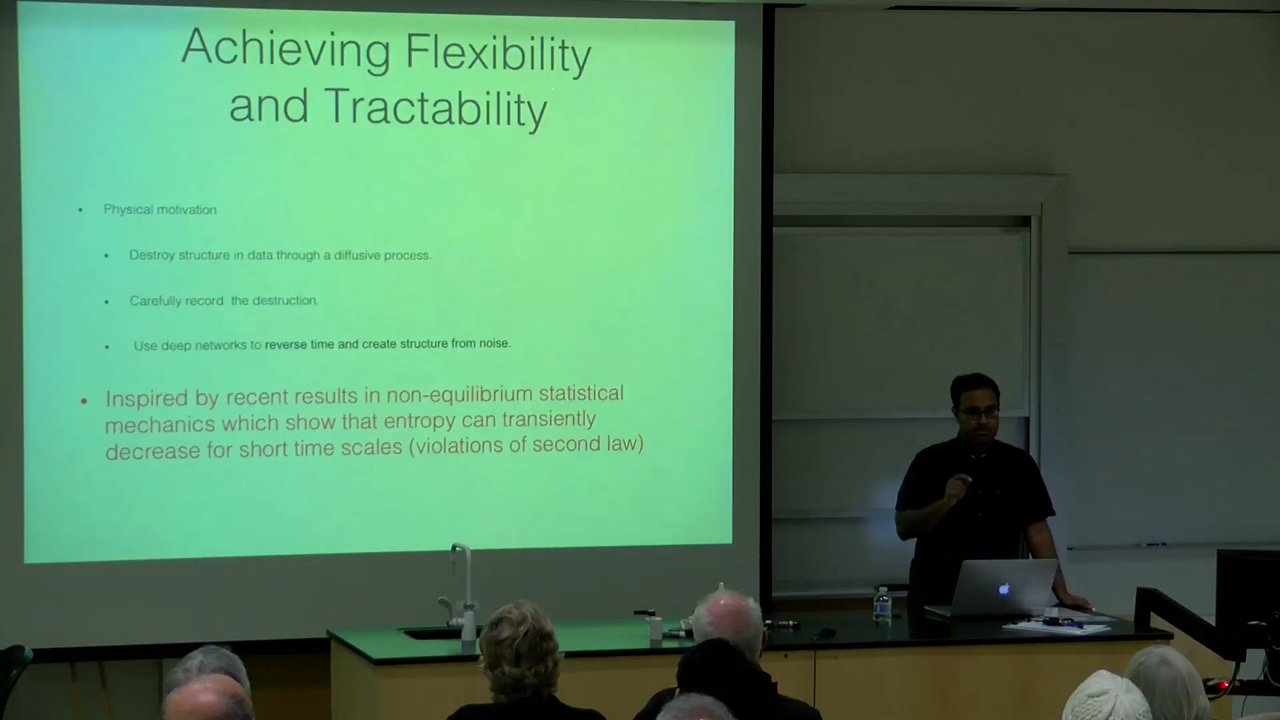 Achieving Flexibility
and Tractability
• Physical motivation
• Destroy structure in data through a diffusive process.
• Carefully record the destruction.
• Use deep networks to reverse time and create structure from noise.
• Inspired by recent results in non-equilibrium statistical
mechanics which show that entropy can transiently
decrease for short time scales (violations of second law)